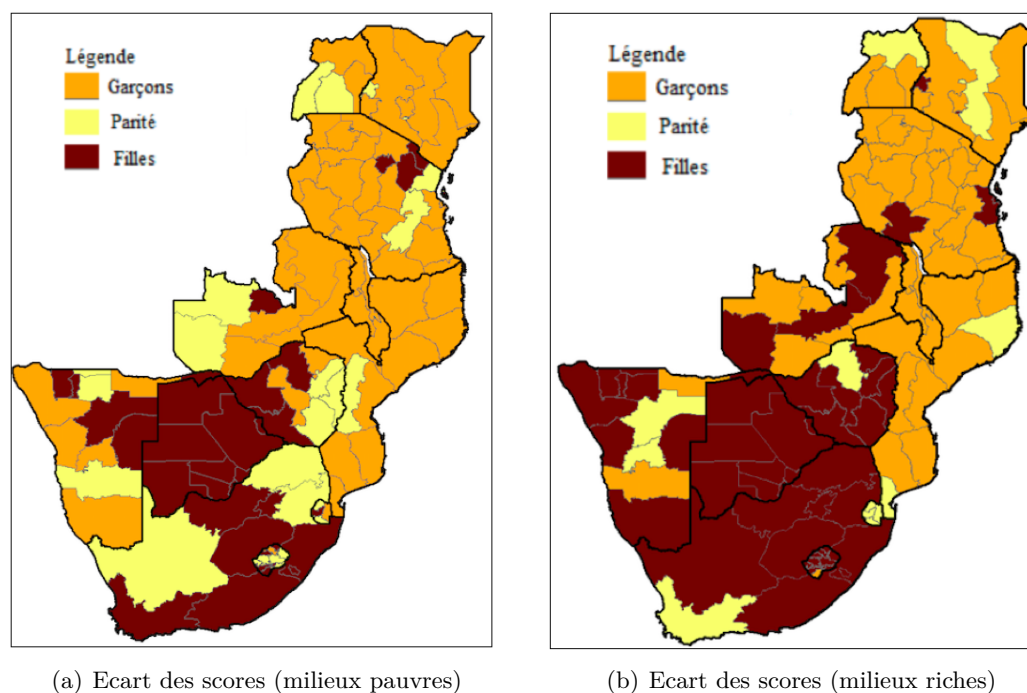 Légende
Garçons
Parité
Filles
Légende
Garçons
Parité
Filles
(a) Ecart des scores (milieux pauvres)
(b) Ecart des scores (milieux riches)